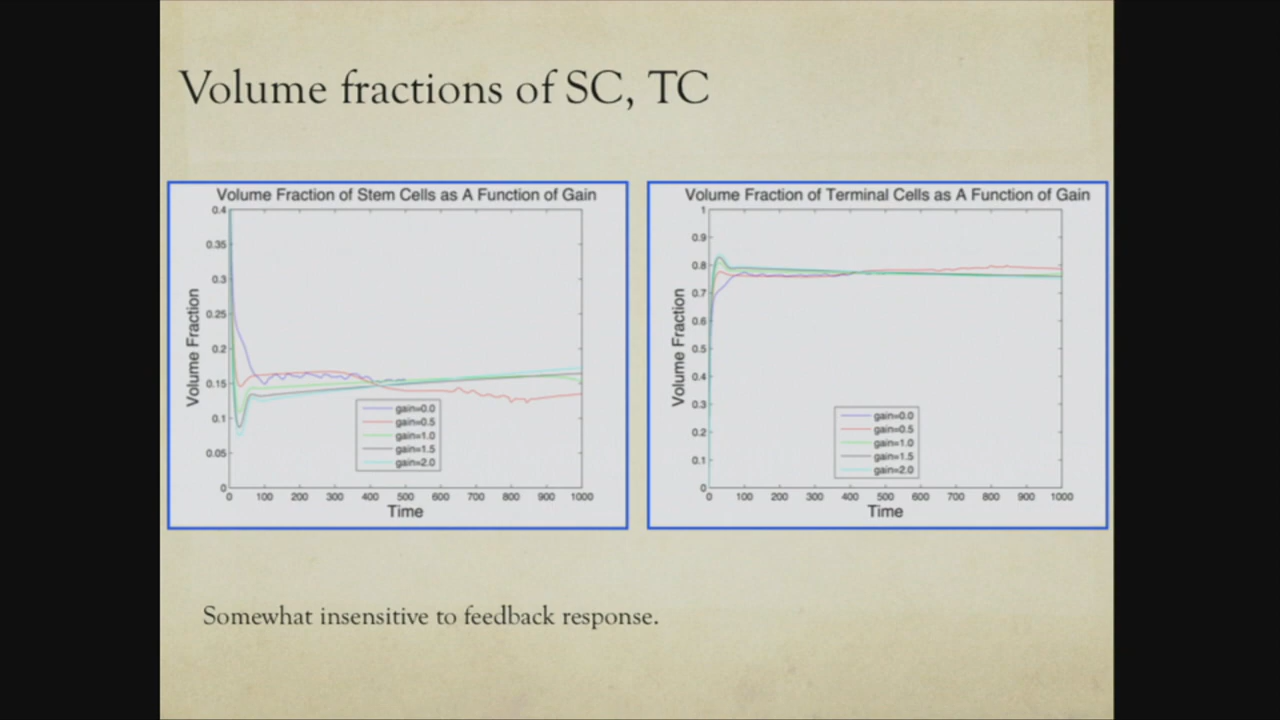 Volume fractions of SC, TC
Volume Fraction of Stem Cells as A Function of Gain
0.4
0.35
0.3
0.25
0.2
0.15
0.1
0.05
0
Volume Fraction
gain=0.0
gain=0.5
gain=1.0
gain=1.5
gain=2.0
0 100 200 300 400 500 600 700 800 900 1000
Time
Volume Fraction of Terminal Cells as A Function of Gain
1
0.9
0.8
0.7
0.6
0.5
0.4
0.3
0.2
0.1
0
Volume Fraction
gain=0.0
gain=0.5
gain=1.0
gain=1.5
gain=2.0
0 100 200 300 400 500 600 700 800 900 1000
Time
Somewhat insensitive to feedback response.